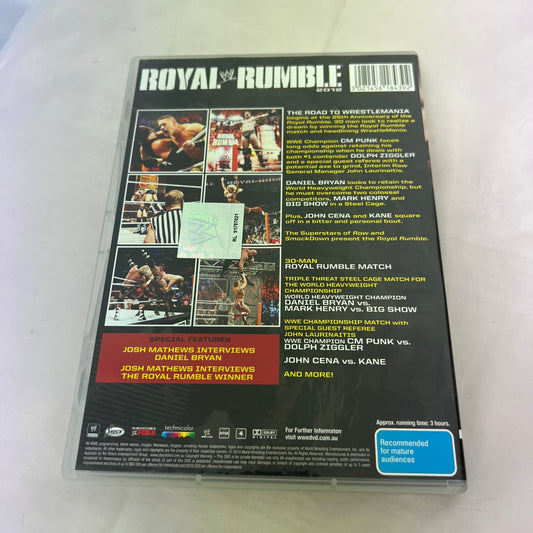 ROYAL RUMBLE
2012
5021456184392
THE ROAD TO WRESTLEMANIA
begins at the 25th Anniversary of the
Royal Rumble. 30 men look to realize a
dream by winning the Royal Rumble
match and headlining WrestleMania.
WWE Champion CM PUNK faces
long odds against retaining his
championship when he deals with
both #1 contender DOLPH ZIGGLER
and a special guest referee with a
potential axe to grind, Interim Raw
General Manager John Laurinaitis.
DANIEL BRYAN looks to retain the
World Heavyweight Championship, but
he must overcome two colossal
competitors, MARK HENRY and
BIG SHOW in a Steel Cage.
Plus, JOHN CENA and KANE square
off in a bitter and personal bout.
The Superstars of Raw and
SmackDown present the Royal Rumble.
RL 51791921
30-MAN
ROYAL RUMBLE MATCH
TRIPLE THREAT STEEL CAGE MATCH FOR
THE WORLD HEAVYWEIGHT
CHAMPIONSHIP
WORLD HEAVYWEIGHT CHAMPION
DANIEL BRYAN vs.
MARK HENRY vs. BIG SHOW
WWE CHAMPIONSHIP MATCH with
SPECIAL GUEST REFEREE
JOHN LAURINAITIS
WWE CHAMPION CM PUNK vs.
DOLPH ZIGGLER
JOHN CENA vs. KANE
AND MORE!
SPECIAL FEATURES
JOSH MATHEWS INTERVIEWS
DANIEL BRYAN
JOSH MATHEWS INTERVIEWS
THE ROYAL RUMBLE WINNER
technicolor
4
DOLBY
DIGITAL
For Further Informaton
visit wwedvd.com.au
Approx. running time: 3 hours.
Recommended
for mature
audiences